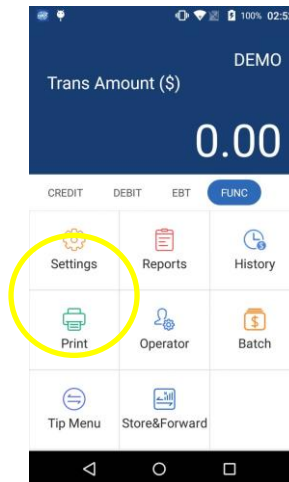 100% 02:5
DEMO
Trans Amount ($)
0.00
CREDIT DEBIT EBT FUNC
Settings Reports History
Print Operator Batch
Tip Menu Store&Forward